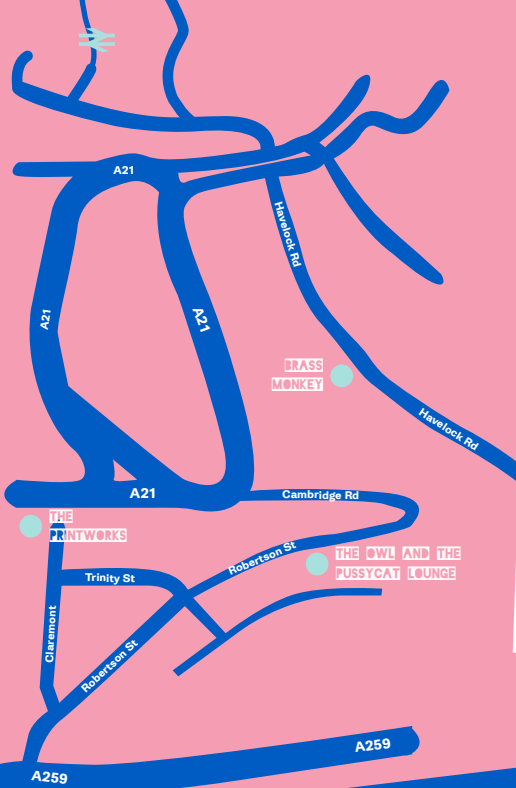 A21
Havelock Rd
A21
A21
BRASS
MONKEY
Havelock Rd
A21
Cambridge Rd
THE
PRINTWORKS
Robertson St
THE OWL AND THE
PUSSYCAT LOUNGE
Trinity St
Claremont
Robertson St
A259
A259